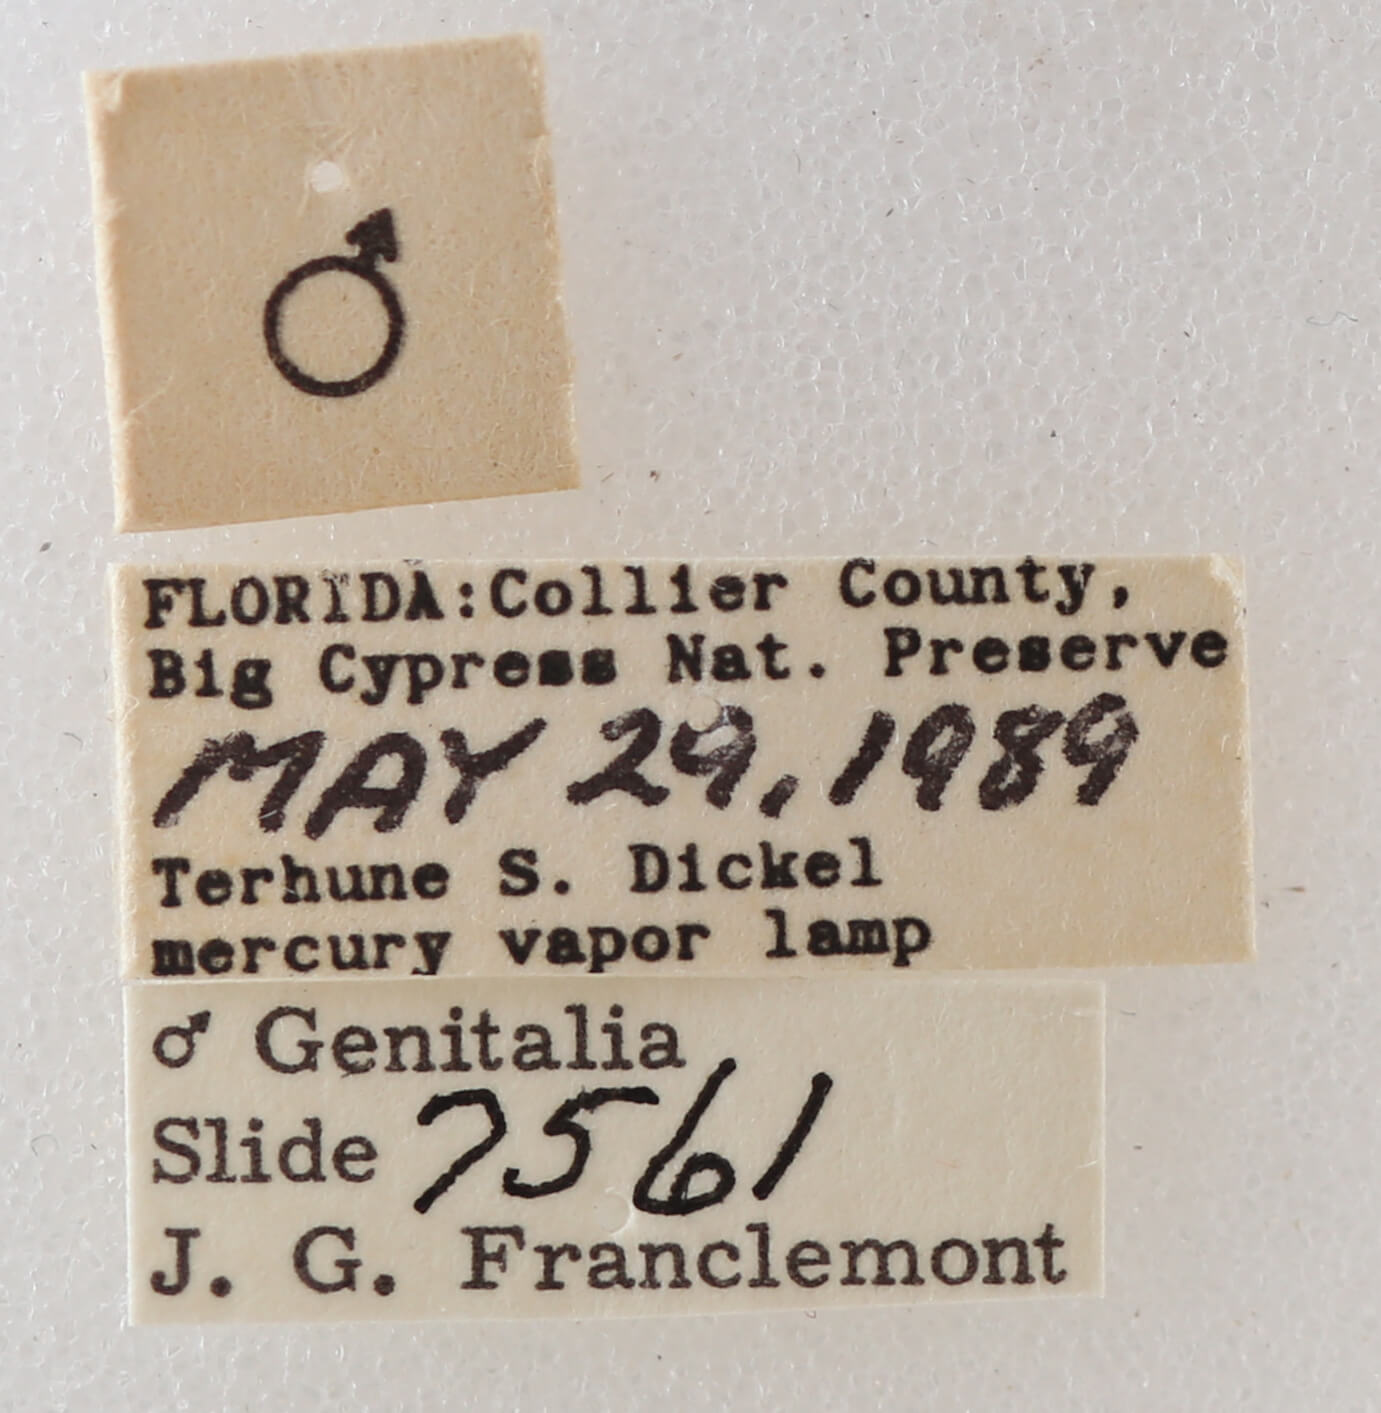 ♂
FLORIDA:Collier County,
Big Cypress Nat. Preserve
MAY 29, 1989
Terhune S. Dickel
mercury vapor lamp
♂ Genitalia
Slide 7561
J. G. Franclemont